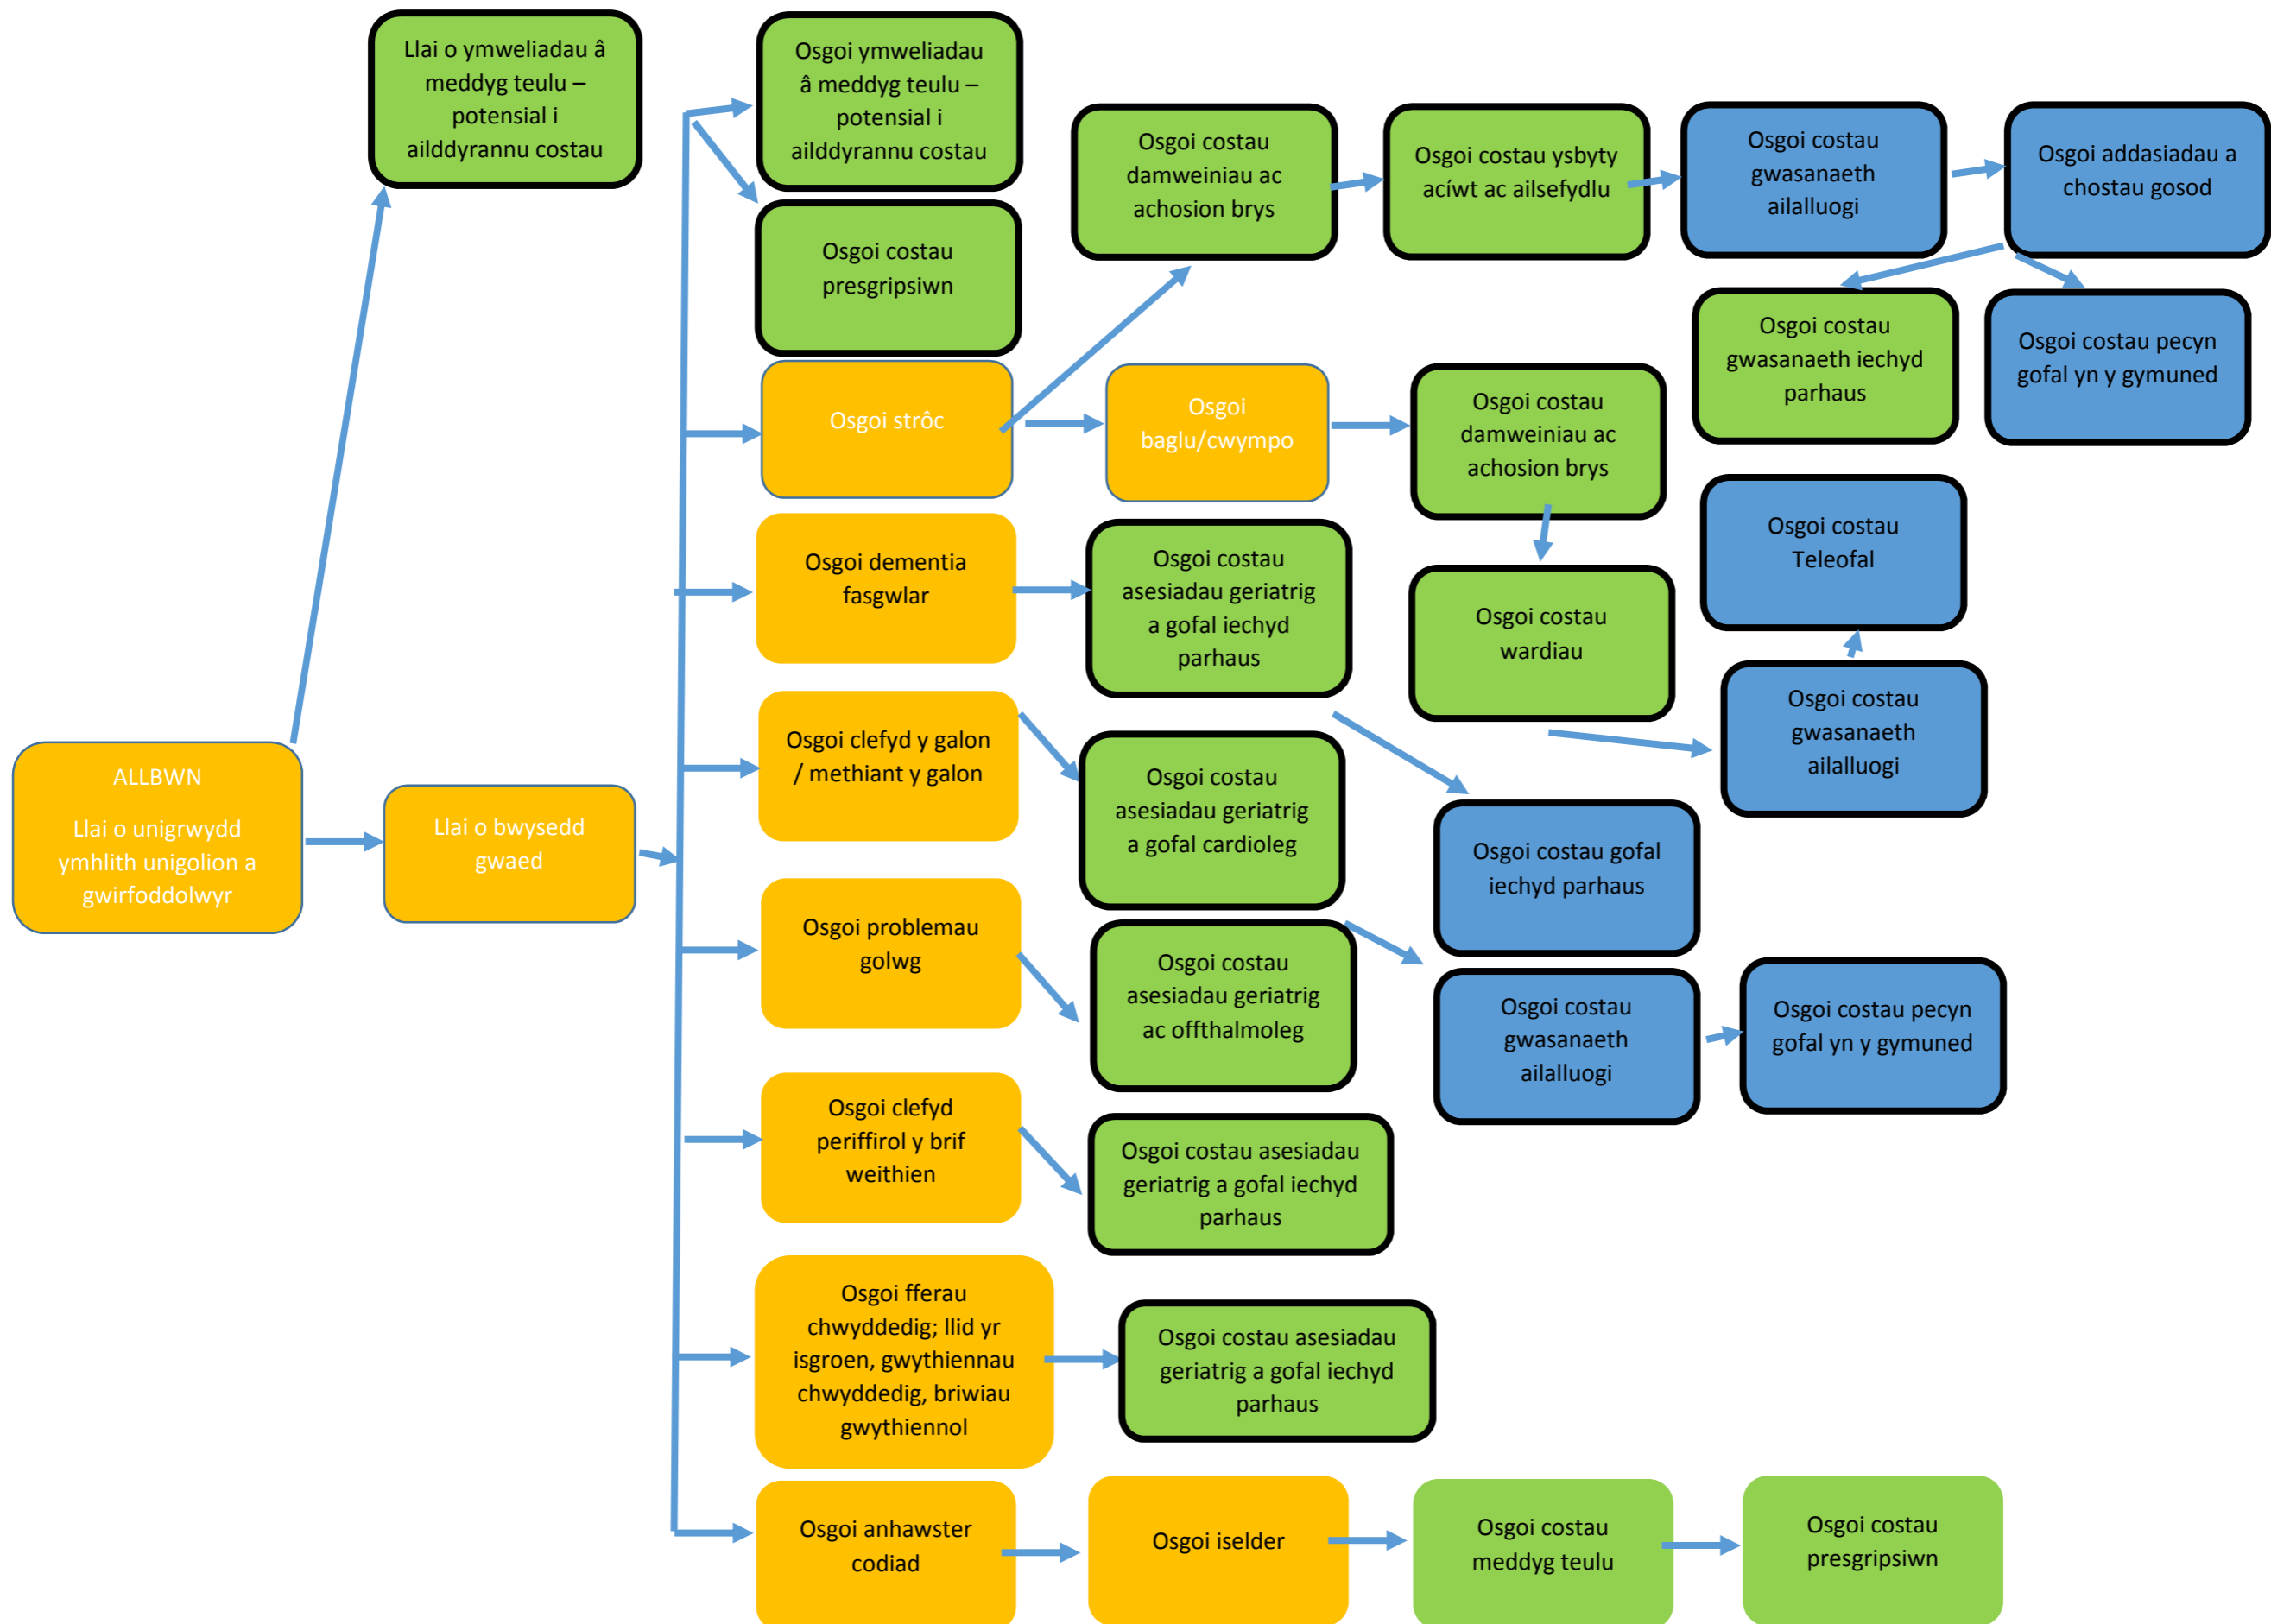 Llai o ymweliadau â
meddyg teulu –
potensial i
ailddyrannu costau
Osgoi ymweliadau
â meddyg teulu –
potensial i
ailddyrannu costau
Osgoi costau
presgripsiwn
Osgoi costau
damweiniau ac
achosion brys
Osgoi costau ysbyty
acíwt ac ailsefydlu
Osgoi costau
gwasanaeth
ailalluogi
Osgoi addasiadau a
chostau gosod
Osgoi costau
gwasanaeth iechyd
parhaus
Osgoi costau pecyn
gofal yn y gymuned
Osgoi strôc
Osgoi
baglu/cwympo
Osgoi costau
damweiniau ac
achosion brys
Osgoi costau
wardiau
Osgoi costau
Teleofal
Osgoi costau
gwasanaeth
ailalluogi
Osgoi dementia
fasgwlar
Osgoi costau
asesiadau geriatrig
a gofal iechyd
parhaus
ALLBWN
Llai o unigrwydd
ymhlith unigolion a
gwirfoddolwyr
Llai o bwysedd
gwaed
Osgoi clefyd y galon
/ methiant y galon
Osgoi costau
asesiadau geriatrig
a gofal cardioleg
Osgoi costau gofal
iechyd parhaus
Osgoi problemau
golwg
Osgoi costau
asesiadau geriatrig
ac offthalmoleg
Osgoi costau
gwasanaeth
ailalluogi
Osgoi costau pecyn
gofal yn y gymuned
Osgoi clefyd
periffirol y brif
weithien
Osgoi costau asesiadau
geriatrig a gofal iechyd
parhaus
Osgoi fferau
chwyddedig; llid yr
isgroen, gwythiennau
chwyddedig, briwiau
gwythiennol
Osgoi costau asesiadau
geriatrig a gofal iechyd
parhaus
Osgoi anhawster
codiad
Osgoi iselder
Osgoi costau
meddyg teulu
Osgoi costau
presgripsiwn